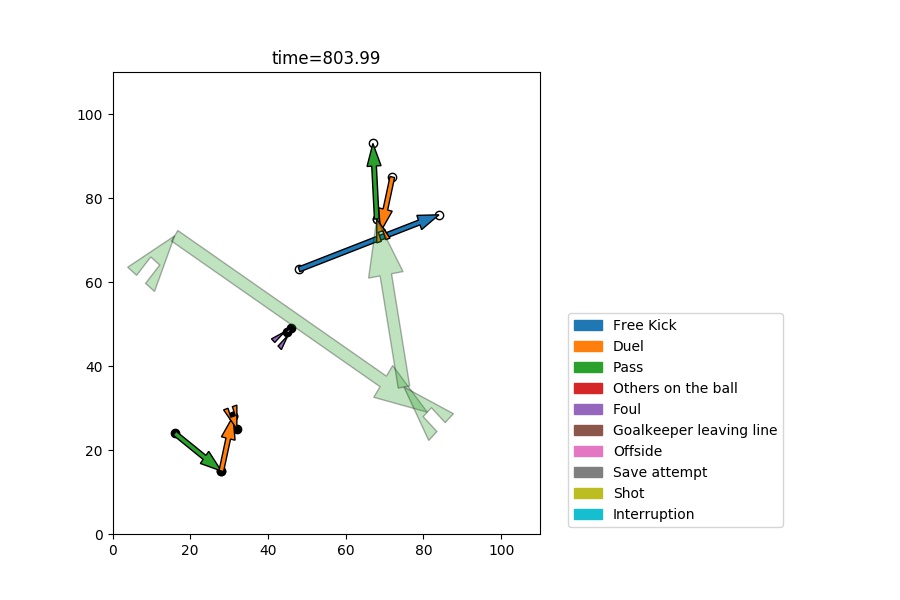 time=803.99
100
80
60
40
20
0
0 20 40 60 80 100
Free Kick
Duel
Pass
Others on the ball
Foul
Goalkeeper leaving line
Offside
Save attempt
Shot
Interruption